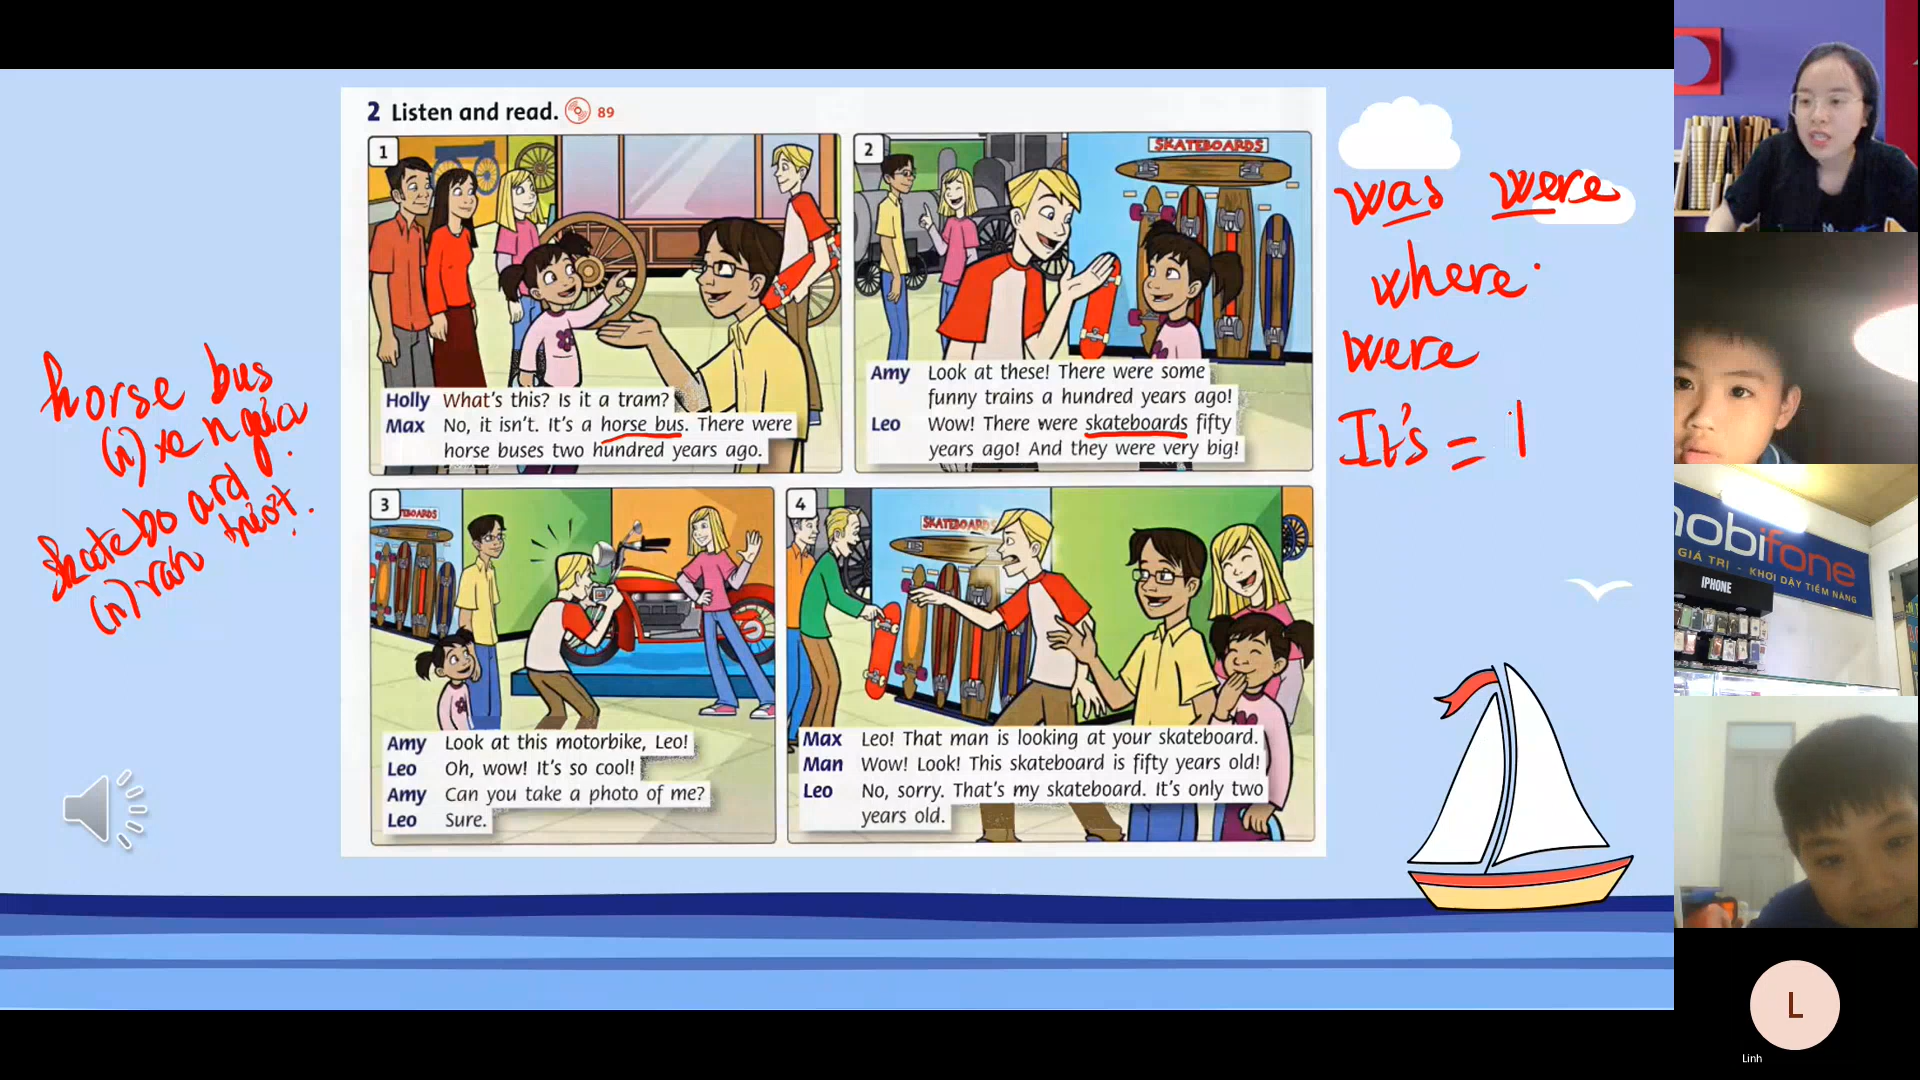 2 Listen and read. 89
1
Holly What's this? Is it a tram?
Max No, it isn't. It's a horse bus. There were
horse buses two hundred years ago.
2
SKATEBOARDS
Amy Look at these! There were some
funny trains a hundred years ago!
Leo Wow! There were skateboards fifty
years ago! And they were very big!
3
TEBOARDS
Amy Look at this motorbike, Leo!
Leo Oh, wow! It's so cool!
Amy Can you take a photo of me?
Leo Sure.
4
SKATEBOARDS
Max Leo! That man is looking at your skateboard.
Man Wow! Look! This skateboard is fifty years old!
Leo No, sorry. That's my skateboard. It's only two
years old.
horse bus
(n) xe ngựa
skateboard
(n) ván trượt.
was were
where
were
It's = I
mobifone
GIÁ TRỊ - KHƠI DẬY TIỀM NĂNG
IPHONE
L
Linh